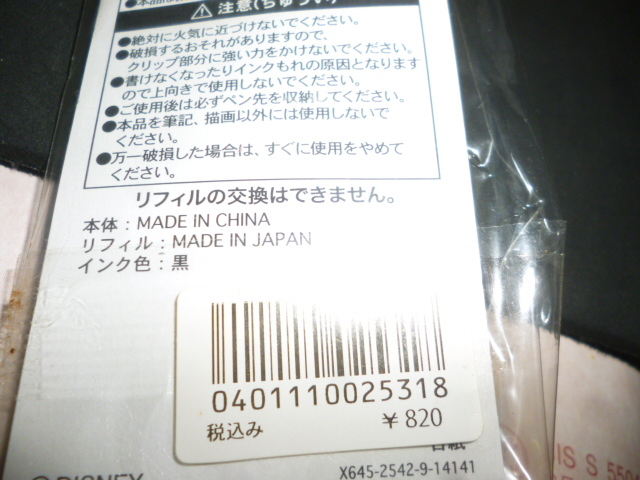 ●本品は
⚠注意(ちゅうい)
●絶対に火気に近づけないでください。
●破損するおそれがありますので、
クリップ部分に強い力をかけないでください。
●書けなくなったりインクもれの原因となります
ので上向きで使用しないでください。
●ご使用後は必ずペン先を収納してください。
●本品を筆記、描画以外には使用しないで
ください。
●万一破損した場合は、すぐに使用をやめて
ください。
リフィルの交換はできません。
本体：MADE IN CHINA
リフィル：MADE IN JAPAN
インク色：黒
0401110025318
税込み ¥820
台紙
X645-2542-9-14141
DISNEY
IS S 550